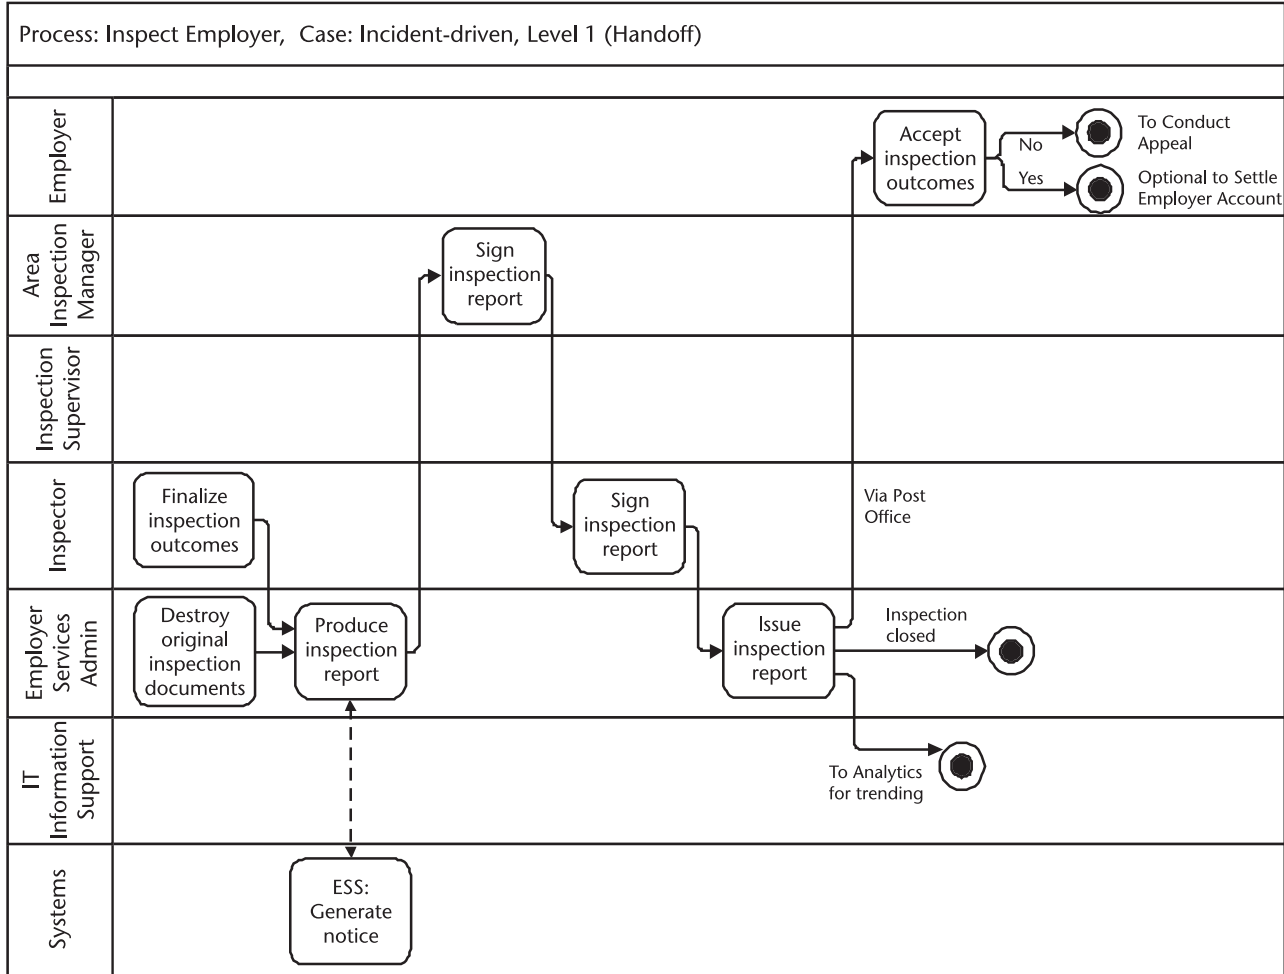 Process: Inspect Employer,  Case: Incident-driven, Level 1 (Handoff)
Employer
Accept
inspection
outcomes
No
Yes
To Conduct
Appeal
Optional to Settle
Employer Account
Area
Inspection
Manager
Sign
inspection
report
Inspection
Supervisor
Inspector
Finalize
inspection
outcomes
Sign
inspection
report
Via Post
Office
Employer
Services
Admin
Destroy
original
inspection
documents
Produce
inspection
report
Issue
inspection
report
Inspection
closed
IT
Information
Support
To Analytics
for trending
Systems
ESS:
Generate
notice